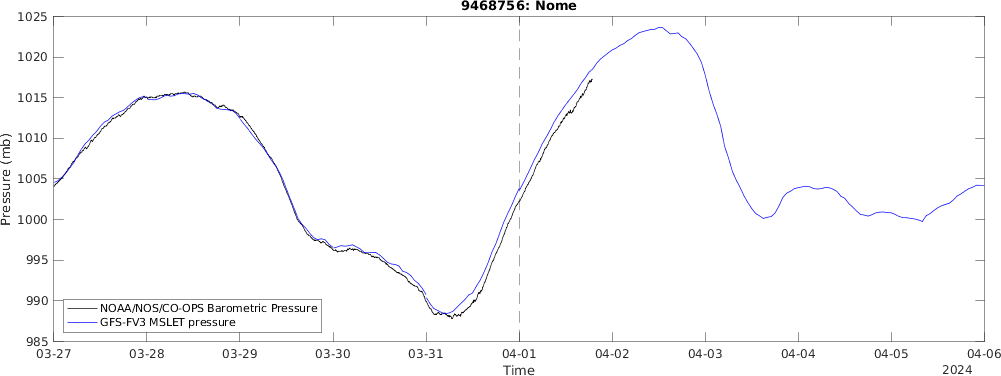 9468756: Nome
1025
1020
1015
1010
1005
1000
995
990
985
Pressure (mb)
NOAA/NOS/CO-OPS Barometric Pressure
GFS-FV3 MSLET pressure
03-27 03-28 03-29 03-30 03-31 04-01 04-02 04-03 04-04 04-05 04-06
Time
2024